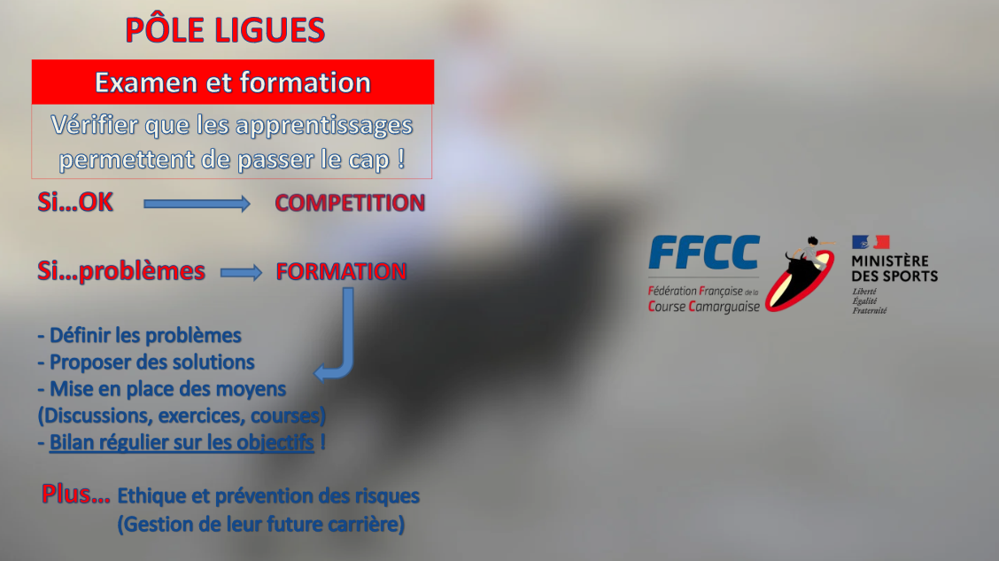 PÔLE LIGUES
Examen et formation
Vérifier que les apprentissages
permettent de passer le cap !
Si...OK COMPETITION
Si...problèmes FORMATION
- Définir les problèmes
- Proposer des solutions
- Mise en place des moyens
(Discussions, exercices, courses)
- Bilan régulier sur les objectifs !
Plus... Ethique et prévention des risques
(Gestion de leur future carrière)
FFCC
Fédération Française de la
Course Camarguaise
MINISTÈRE
DES SPORTS
Liberté
Égalité
Fraternité